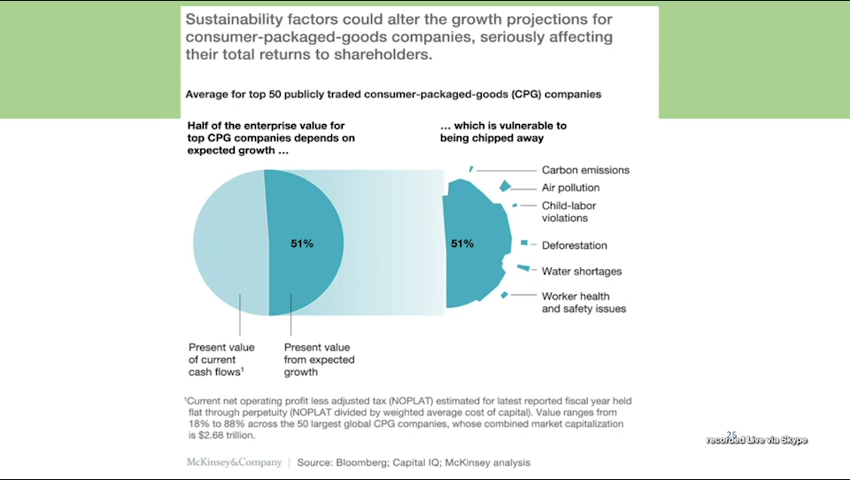 Sustainability factors could alter the growth projections for
consumer-packaged-goods companies, seriously affecting
their total returns to shareholders.
Average for top 50 publicly traded consumer-packaged-goods (CPG) companies
Half of the enterprise value for
top CPG companies depends on
expected growth ...
... which is vulnerable to
being chipped away
51%
51%
Carbon emissions
Air pollution
Child-labor
violations
Deforestation
Water shortages
Worker health
and safety issues
Present value
of current
cash flows¹
Present value
from expected
growth
¹Current net operating profit less adjusted tax (NOPLAT) estimated for latest reported fiscal year held
flat through perpetuity (NOPLAT divided by weighted average cost of capital). Value ranges from
18% to 88% across the 50 largest global CPG companies, whose combined market capitalization
is $2.68 trillion.
McKinsey&Company | Source: Bloomberg; Capital IQ; McKinsey analysis
25
recorded Live via Skype